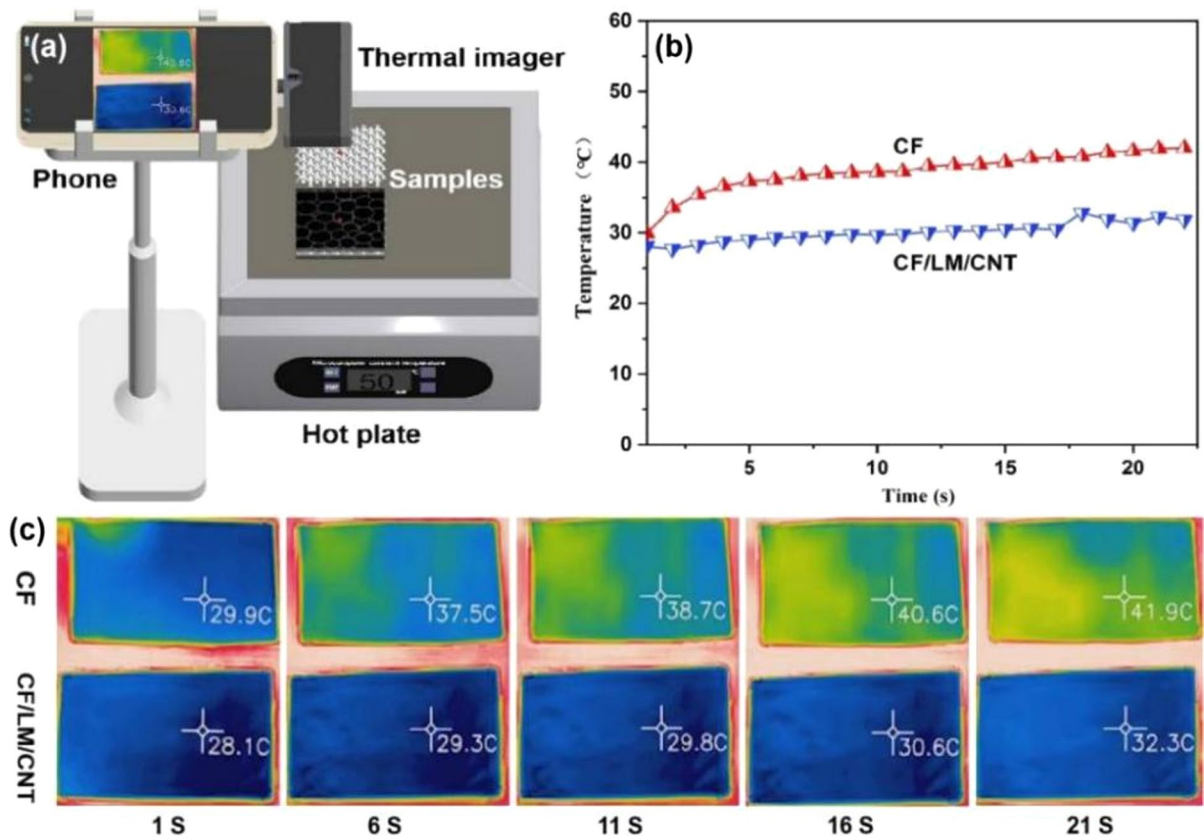 (a)
40.8C
30.6C
Thermal imager
Phone
Samples
50
Hot plate
(b)
60
50
40
30
20
30
0
Temperature (℃)
CF
CF/LM/CNT
5
10
15
20
Time (s)
(c)
CF
29.9C
37.5C
38.7C
40.6C
41.9C
CF/LM/CNT
28.1C
29.3C
29.8C
30.6C
32.3C
1 S
6 S
11 S
16 S
21 S